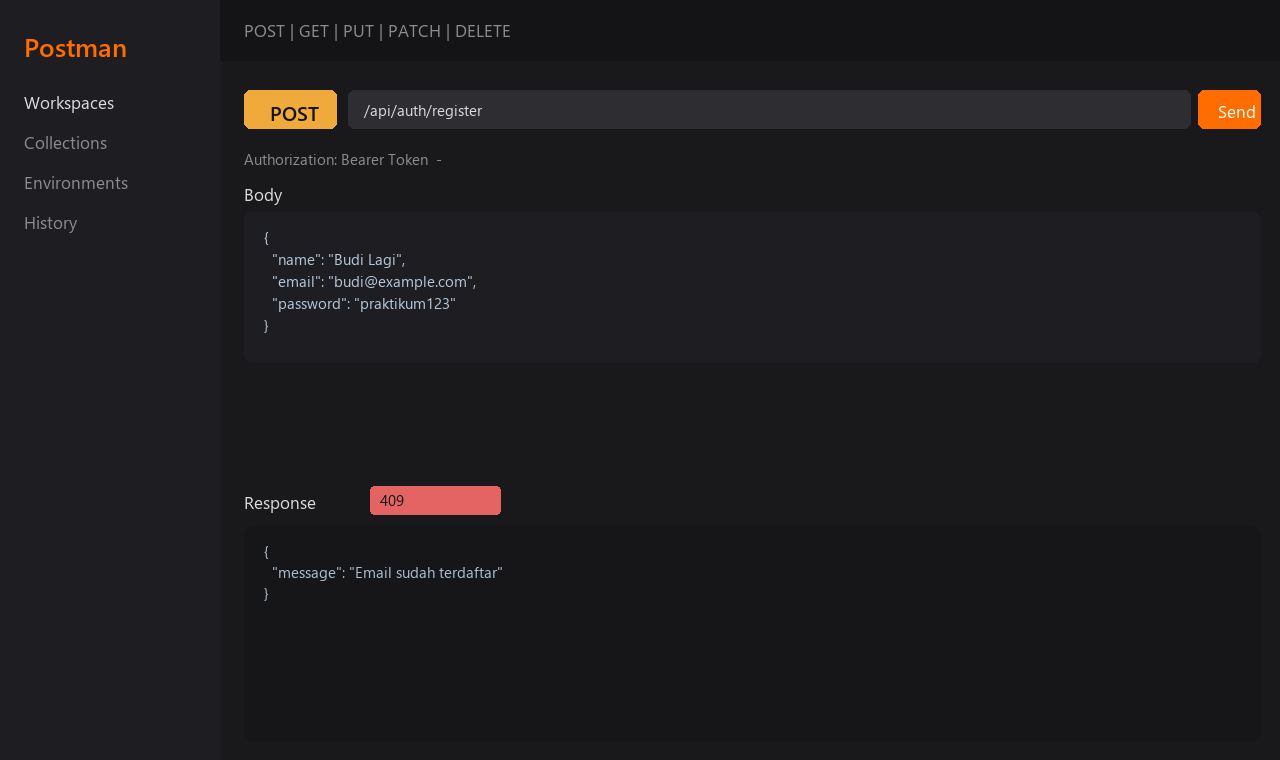 Postman
Workspaces
Collections
Environments
History
POST | GET | PUT | PATCH | DELETE
POST
/api/auth/register
Send
Authorization: Bearer Token  -
Body
{
  "name": "Budi Lagi",
  "email": "budi@example.com",
  "password": "praktikum123"
}
Response
409
{
  "message": "Email sudah terdaftar"
}